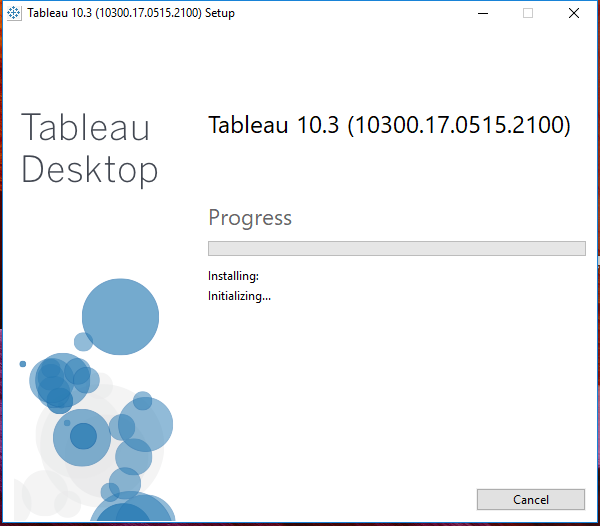 Tableau 10.3 (10300.17.0515.2100) Setup
Tableau
Desktop
Tableau 10.3 (10300.17.0515.2100)
Progress
Installing:
Initializing...
Cancel